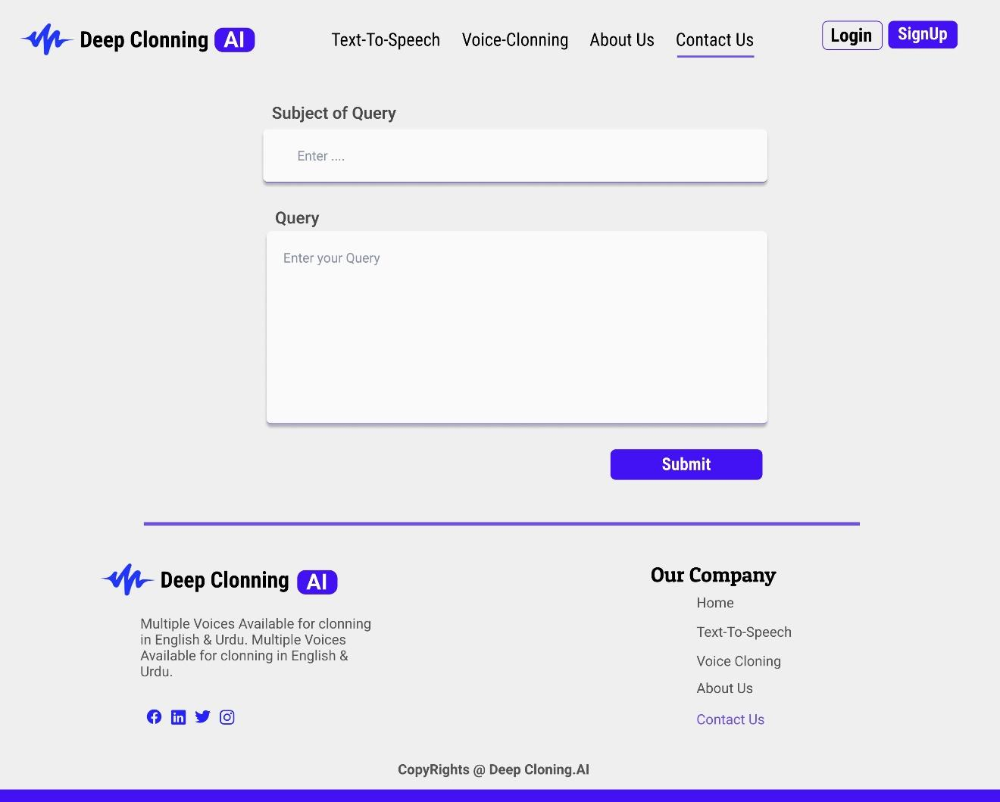 Deep Clonning AI
Text-To-Speech Voice-Clonning About Us Contact Us
Login SignUp
Subject of Query
Enter ....
Query
Enter your Query
Submit
Deep Clonning AI
Multiple Voices Available for clonning
in English & Urdu. Multiple Voices
Available for clonning in English &
Urdu.
Our Company
Home
Text-To-Speech
Voice Cloning
About Us
Contact Us
CopyRights @ Deep Cloning.AI